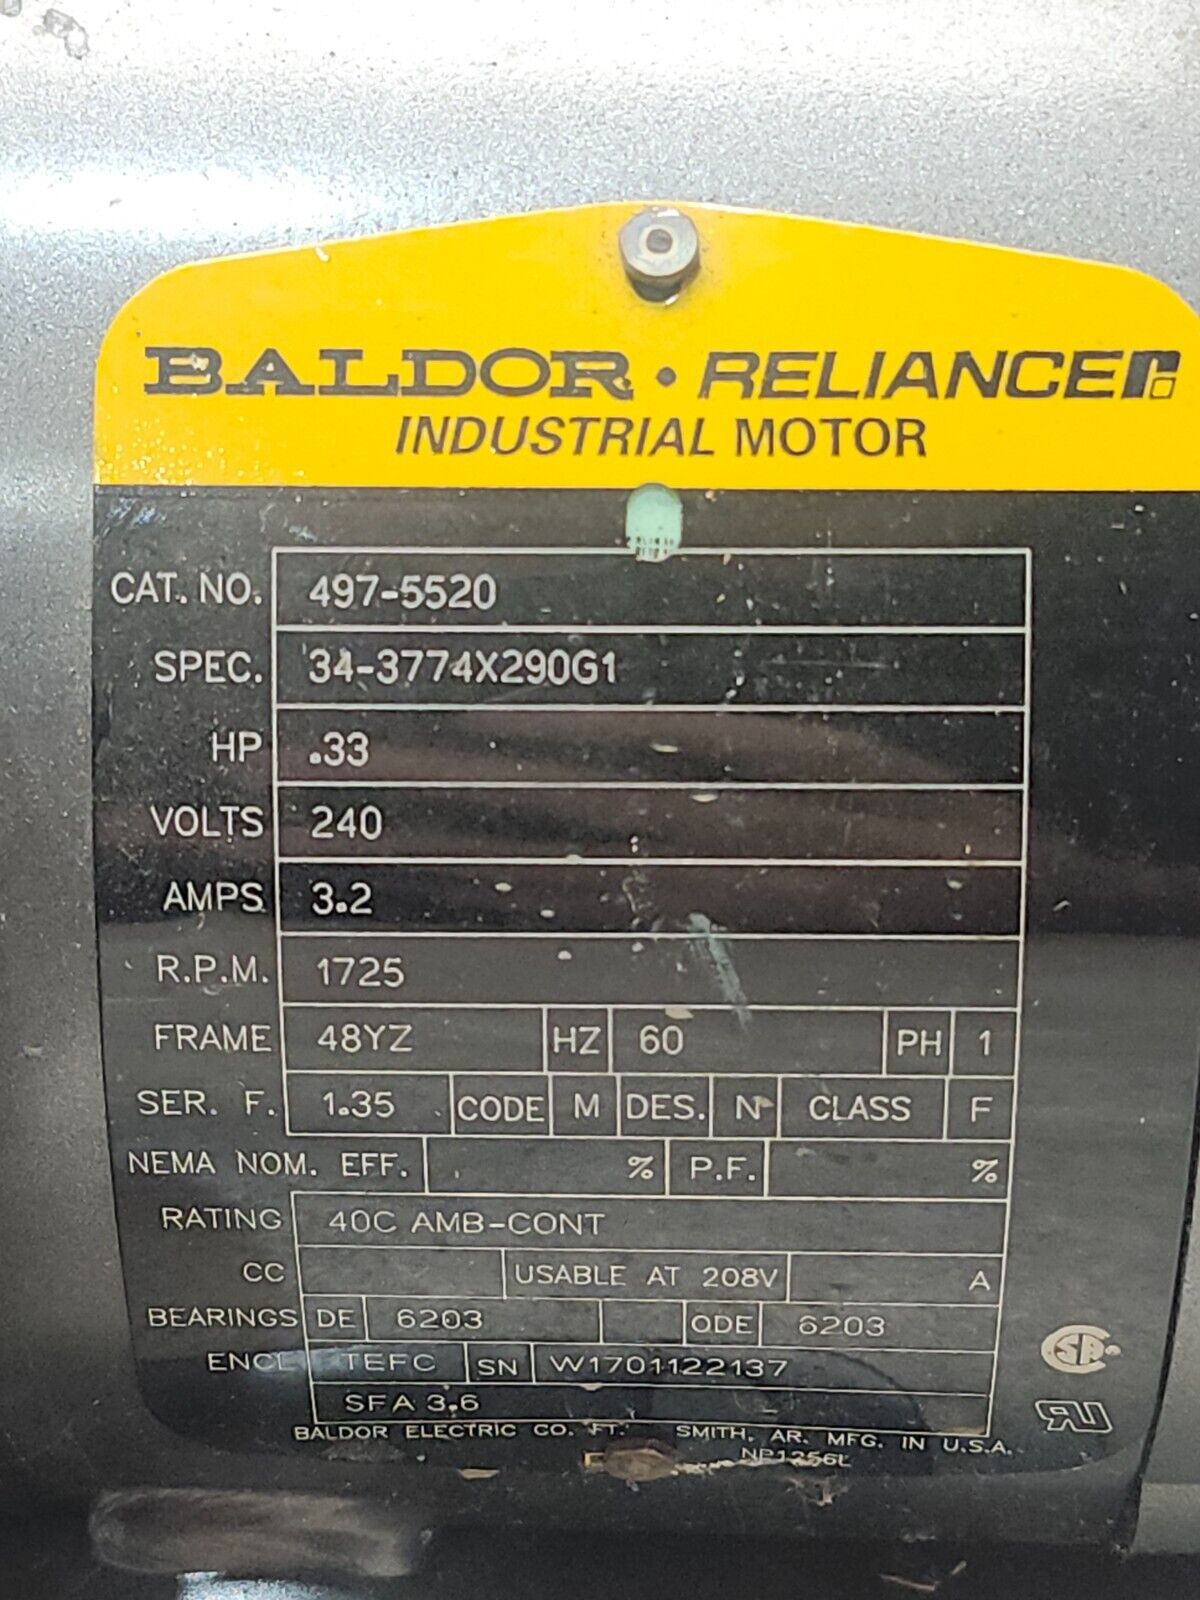 BALDOR • RELIANCE
INDUSTRIAL MOTOR
CAT. NO. 497-5520
SPEC. 34-3774X290G1
HP .33
VOLTS 240
AMPS 3.2
R.P.M. 1725
FRAME 48YZ HZ 60 PH 1
SER. F. 1.35 CODE M DES. N CLASS F
NEMA NOM. EFF. % P.F. %
RATING 40C AMB-CONT
CC USABLE AT 208V A
BEARINGS DE 6203 ODE 6203
ENCL TEFC SN W1701122137
SFA 3.6
BALDOR ELECTRIC CO. FT. SMITH, AR. MFG. IN U.S.A.
NP1256L